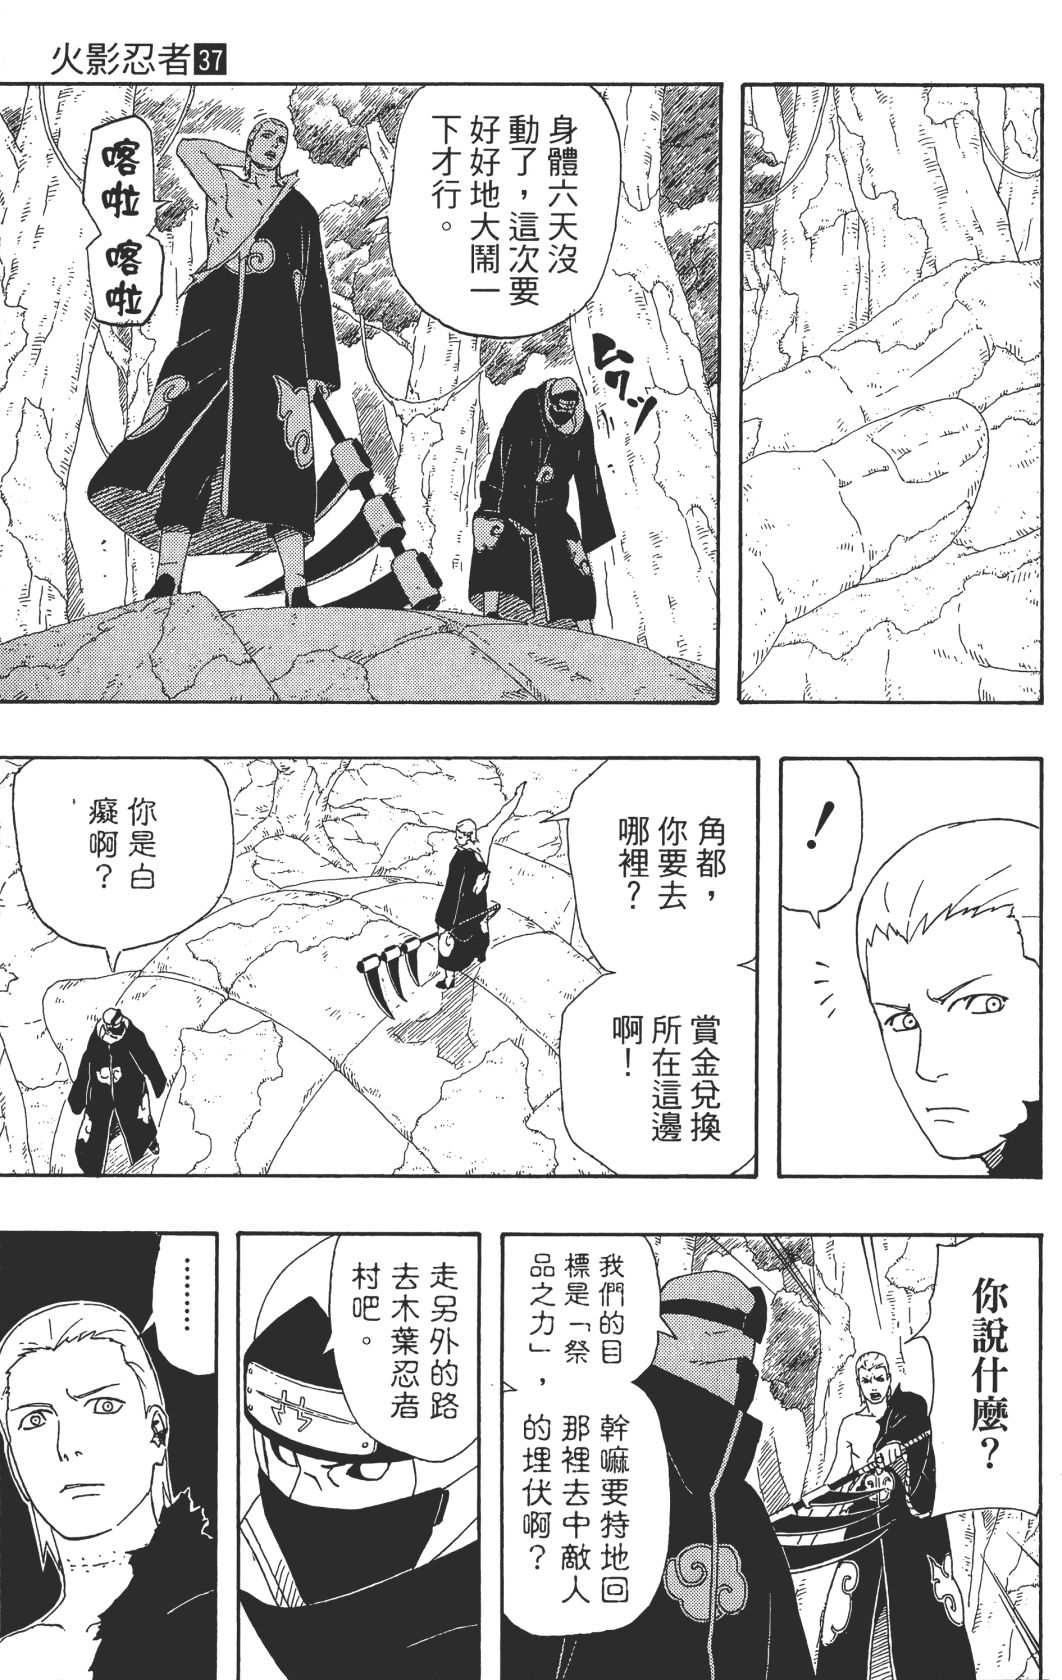 火影忍者37
身體六天沒
動了，這次要
好好地大鬧一
下才行。
喀啦
喀啦
ムクッ
！
角都，
你要去
哪裡？
賞金兌換
所在這邊
啊！
你是白
癡啊？
你說什麼？
我們的目
標是「祭
品之力」，
幹嘛要特地回
那裡去中敵人
的埋伏啊？
走另外的路
去木葉忍者
村吧。
………